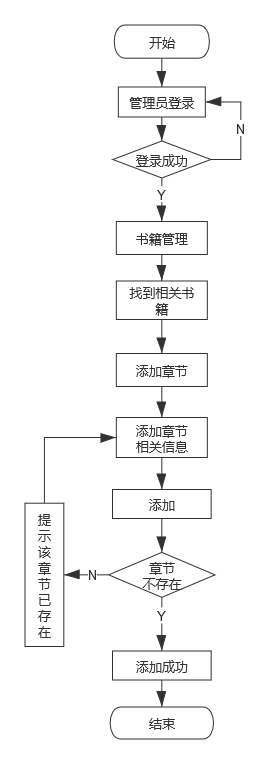 开始
管理员登录
N
登录成功
Y
书籍管理
找到相关书
籍
添加章节
添加章节
相关信息
添加
提
示
该
章
节
已
存
在
N
章节
不存在
Y
添加成功
结束